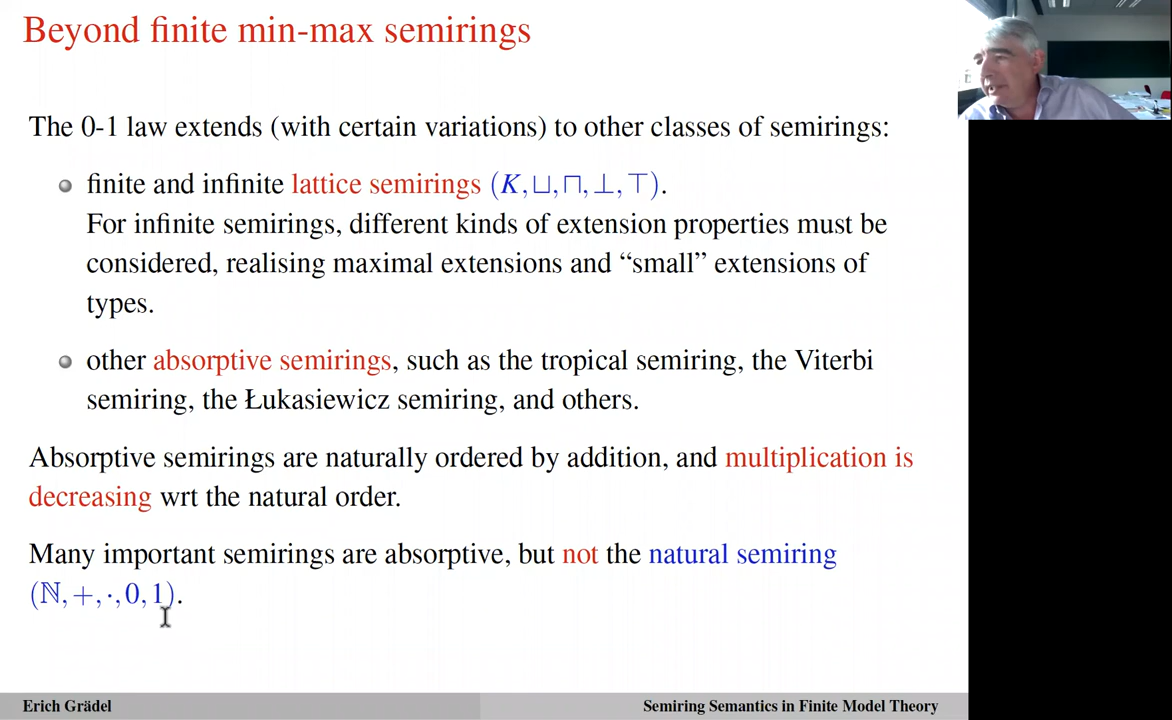 Beyond finite min-max semirings
The 0-1 law extends (with certain variations) to other classes of semirings:
finite and infinite lattice semirings (K,⊔,⊓,⊥,⊤).
For infinite semirings, different kinds of extension properties must be
considered, realising maximal extensions and “small” extensions of
types.
other absorptive semirings, such as the tropical semiring, the Viterbi
semiring, the Łukasiewicz semiring, and others.
Absorptive semirings are naturally ordered by addition, and multiplication is
decreasing wrt the natural order.
Many important semirings are absorptive, but not the natural semiring
(ℕ,+,·,0,1).
Erich Grädel
Semiring Semantics in Finite Model Theory